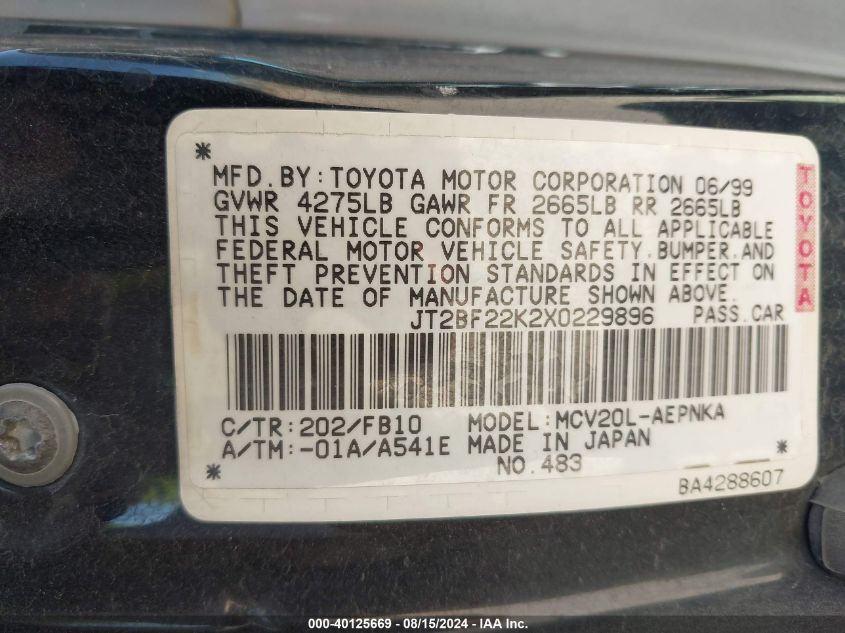 MFD.BY:TOYOTA MOTOR CORPORATION 06/99
GVWR 4275LB GAWR FR 2665LB RR 2665LB
THIS VEHICLE CONFORMS TO ALL APPLICABLE
FEDERAL MOTOR VEHICLE SAFETY,BUMPER,AND
THEFT PREVENTION STANDARDS IN EFFECT ON
THE DATE OF MANUFACTURE SHOWN ABOVE.
JT2BF22K2X0229896 PASS.CAR
TOYOTA
C/TR:202/FB10 MODEL:MCV20L-AEPNKA
A/TM:-01A/A541E MADE IN JAPAN
NO.483
BA4288607
000-40125669 - 08/15/2024 - IAA Inc.